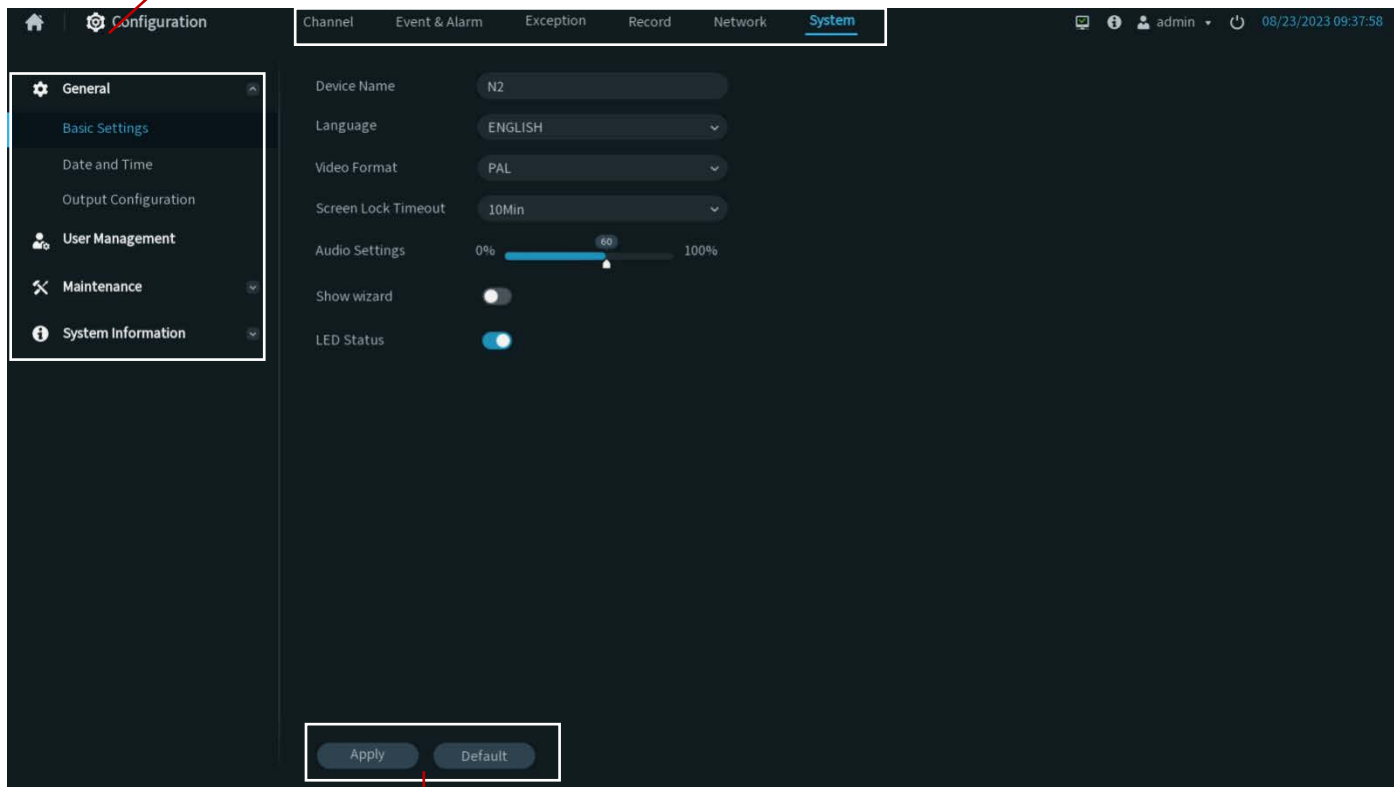 Configuration Channel Event & Alarm Exception Record Network System admin 08/23/2023 09:37:58
General
Basic Settings
Date and Time
Output Configuration
User Management
Maintenance
System Information
Device Name N2
Language ENGLISH
Video Format PAL
Screen Lock Timeout 10Min
Audio Settings 0% 60 100%
Show wizard
LED Status
Apply Default